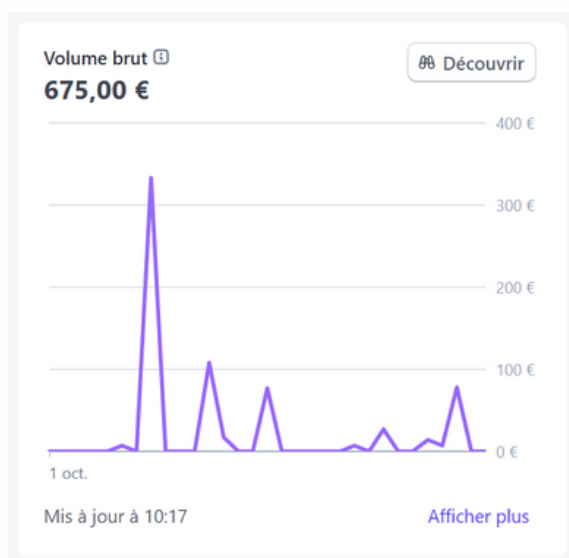 Volume brut
Découvrir
675,00 €
400 €
300 €
200 €
100 €
0 €
1 oct.
Mis à jour à 10:17
Afficher plus